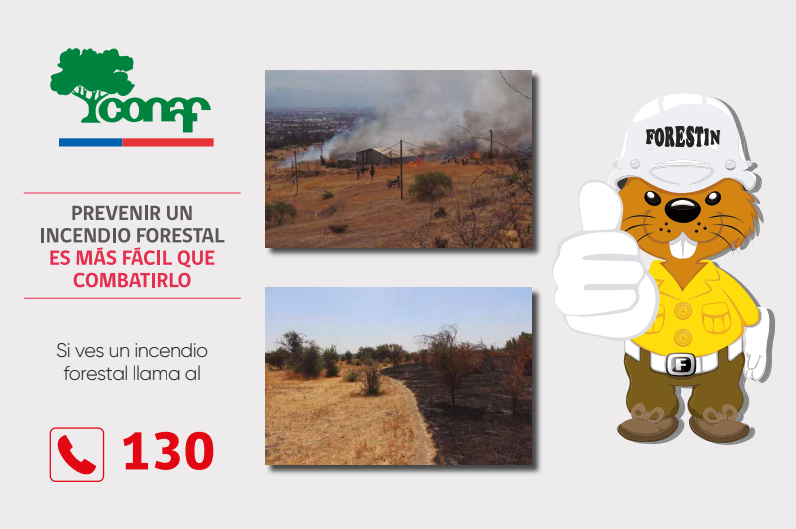 conaf
PREVENIR UN
INCENDIO FORESTAL
ES MÁS FÁCIL QUE
COMBATIRLO
Si ves un incendio
forestal llama al
130
FORESTIN
F